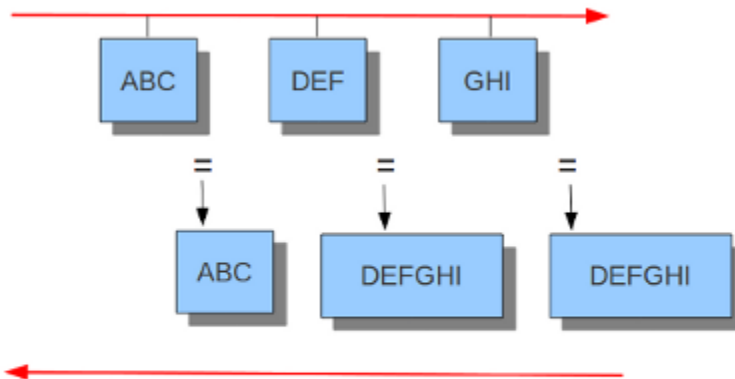 ABC DEF GHI
= = =
ABC DEFGHI DEFGHI